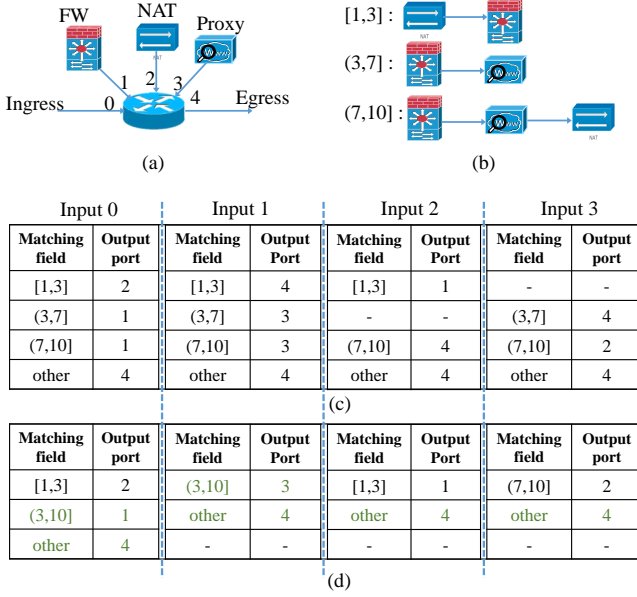 FW
NAT
Proxy
NAT
1
2
3
Ingress
0
4
Egress
(a)
[1,3] :
NAT
(3,7] :
(7,10] :
NAT
(b)
Input 0
Input 1
Input 2
Input 3
Matching field Output port Matching field Output Port Matching field Output Port Matching field Output port
[1,3] 2 [1,3] 4 [1,3] 1 - -
(3,7] 1 (3,7] 3 - - (3,7] 4
(7,10] 1 (7,10] 3 (7,10] 4 (7,10] 2
other 4 other 4 other 4 other 4
(c)
Matching field Output port Matching field Output Port Matching field Output Port Matching field Output port
[1,3] 2 (3,10] 3 [1,3] 1 (7,10] 2
(3,10] 1 other 4 other 4 other 4
other 4 - - - - - -
(d)